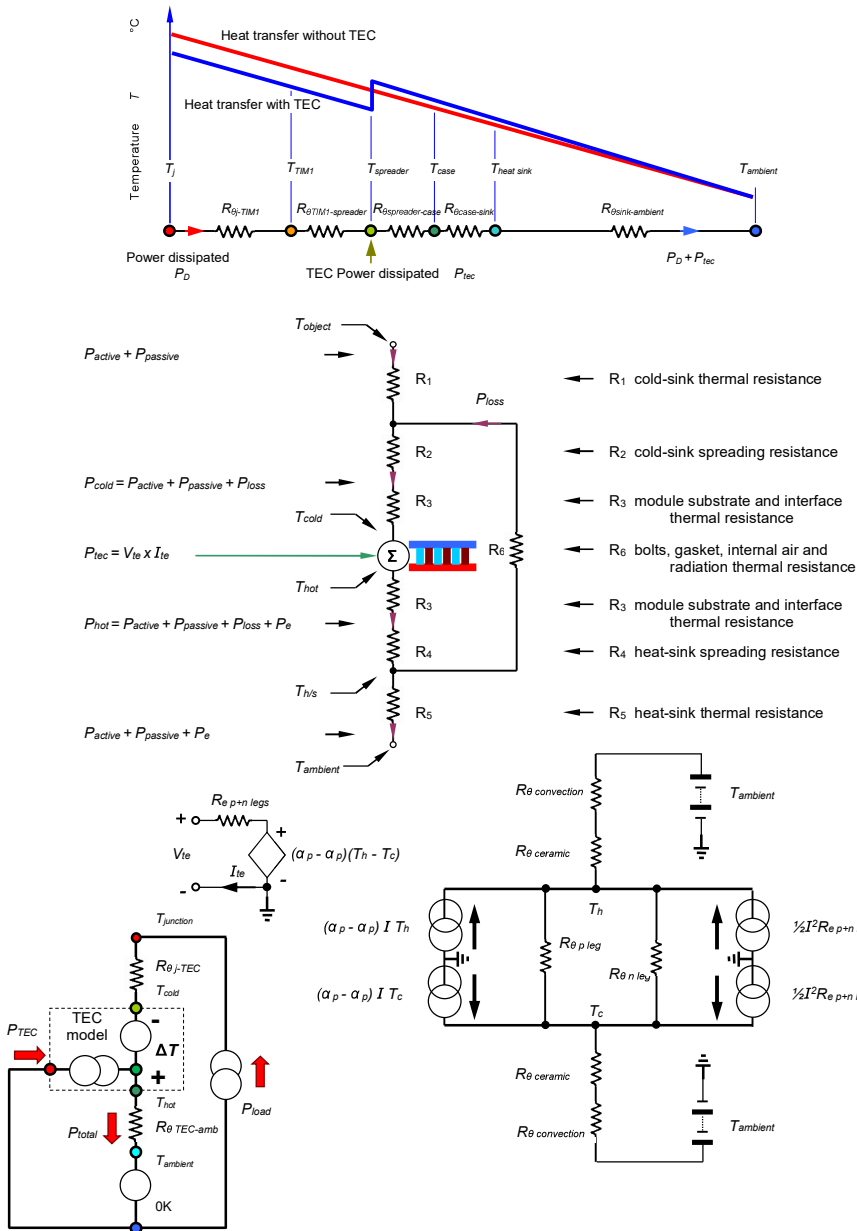 °C
Heat transfer without TEC
Temperature T
Heat transfer with TEC
Tj
TTIM1
Tspreader
Tcase
Theat sink
Tambient
Rθj-TIM1
RθTIM1-spreader
Rθspreader-case
Rθcase-sink
Rθsink-ambient
Power dissipated
PD
TEC Power dissipated Ptec
PD + Ptec
Tobject
Pactive + Ppassive
R1
R1 cold-sink thermal resistance
Ploss
R2
R2 cold-sink spreading resistance
Pcold = Pactive + Ppassive + Ploss
R3
R3 module substrate and interface
thermal resistance
Tcold
Ptec = Vte x Ite
Σ
R6
R6 bolts, gasket, internal air and
radiation thermal resistance
Thot
R3
R3 module substrate and interface
thermal resistance
Phot = Pactive + Ppassive + Ploss + Pe
R4
R4 heat-sink spreading resistance
Th/s
R5
R5 heat-sink thermal resistance
Pactive + Ppassive + Pe
Tambient
Re p+n legs
+
+
Vte
(αp - αp)(Th - Tc)
Ite
-
-
Rθ convection
Tambient
Rθ ceramic
Th
(αp - αp) I Th
Rθ p leg
Rθ n leg
½I²Re p+n
(αp - αp) I Tc
½I²Re p+n
Tc
Rθ ceramic
Rθ convection
Tambient
Tjunction
Rθ j-TEC
Tcold
TEC
model
-
PTEC
ΔT
+
Thot
Ptotal
Rθ TEC-amb
Pload
Tambient
0K